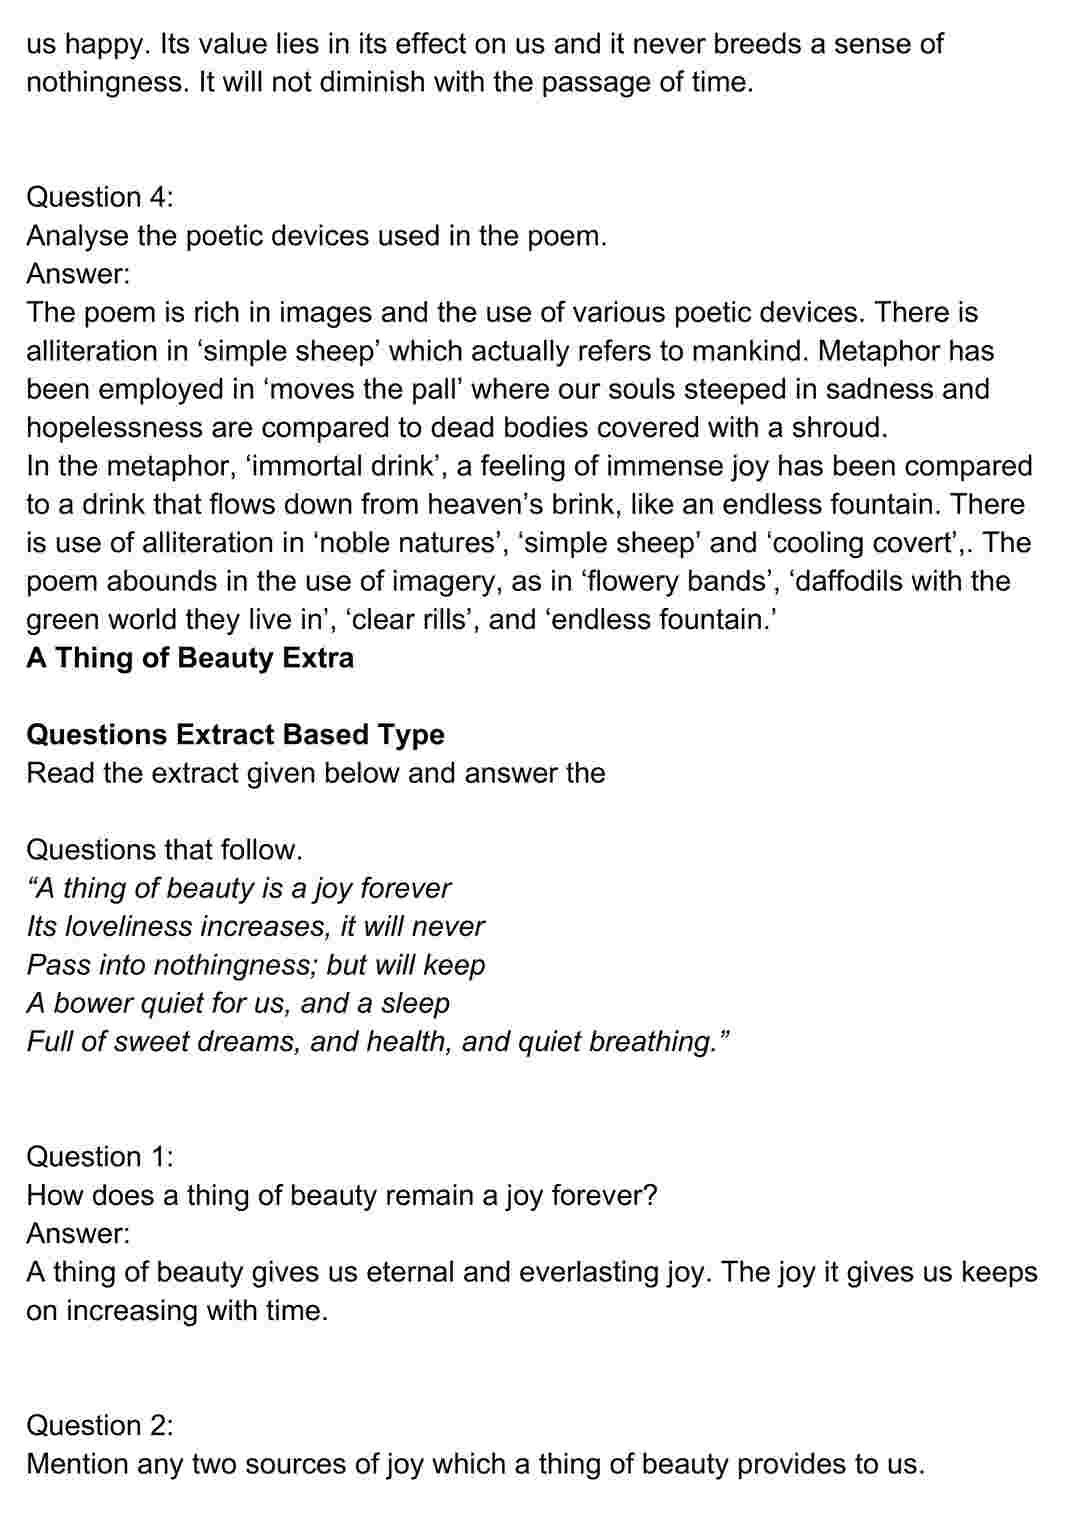 us happy. Its value lies in its effect on us and it never breeds a sense of
nothingness. It will not diminish with the passage of time.
Question 4:
Analyse the poetic devices used in the poem.
Answer:
The poem is rich in images and the use of various poetic devices. There is
alliteration in ‘simple sheep’ which actually refers to mankind. Metaphor has
been employed in ‘moves the pall’ where our souls steeped in sadness and
hopelessness are compared to dead bodies covered with a shroud.
In the metaphor, ‘immortal drink’, a feeling of immense joy has been compared
to a drink that flows down from heaven’s brink, like an endless fountain. There
is use of alliteration in ‘noble natures’, ‘simple sheep’ and ‘cooling covert’,. The
poem abounds in the use of imagery, as in ‘flowery bands’, ‘daffodils with the
green world they live in’, ‘clear rills’, and ‘endless fountain.’
A Thing of Beauty Extra
Questions Extract Based Type
Read the extract given below and answer the
Questions that follow.
“A thing of beauty is a joy forever
Its loveliness increases, it will never
Pass into nothingness; but will keep
A bower quiet for us, and a sleep
Full of sweet dreams, and health, and quiet breathing.”
Question 1:
How does a thing of beauty remain a joy forever?
Answer:
A thing of beauty gives us eternal and everlasting joy. The joy it gives us keeps
on increasing with time.
Question 2:
Mention any two sources of joy which a thing of beauty provides to us.